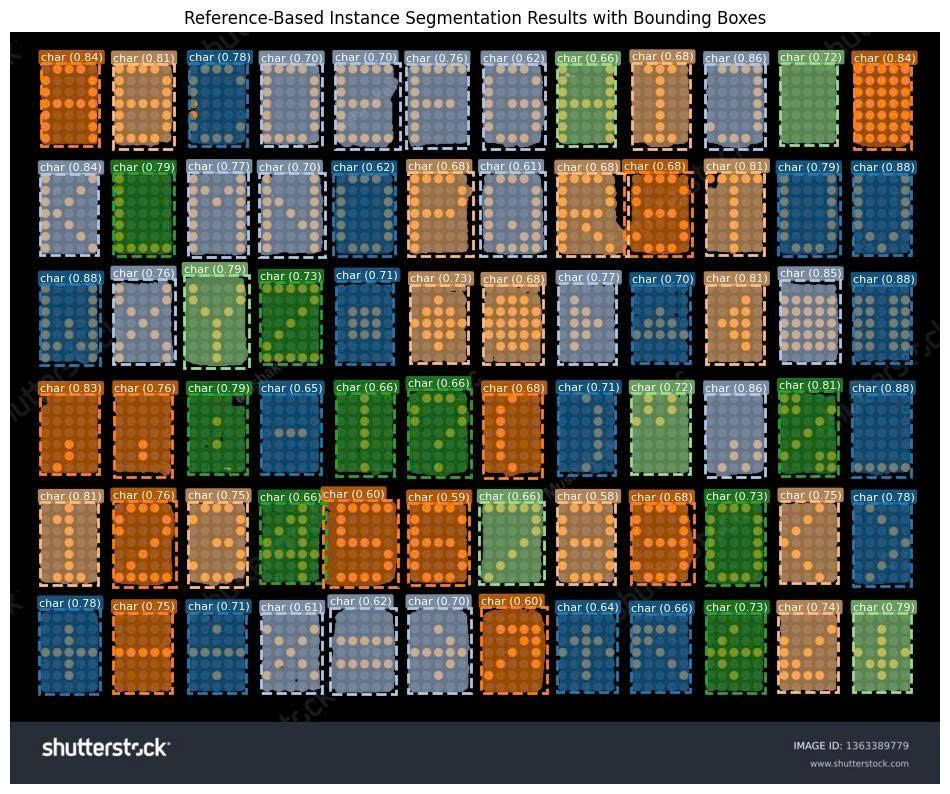 Reference-Based Instance Segmentation Results with Bounding Boxes
char (0.84) char (0.81) char (0.78) char (0.70) char (0.70) char (0.76) char (0.62) char (0.66) char (0.68) char (0.86) char (0.72) char (0.84)
char (0.84) char (0.79) char (0.77) char (0.70) char (0.62) char (0.68) char (0.61) char (0.68) char (0.68) char (0.81) char (0.79) char (0.88)
char (0.88) char (0.76) char (0.79) char (0.73) char (0.71) char (0.73) char (0.68) char (0.77) char (0.70) char (0.81) char (0.85) char (0.88)
char (0.83) char (0.76) char (0.79) char (0.65) char (0.66) char (0.66) char (0.68) char (0.71) char (0.72) char (0.86) char (0.81) char (0.88)
char (0.81) char (0.76) char (0.75) char (0.66) char (0.60) char (0.59) char (0.66) char (0.58) char (0.68) char (0.73) char (0.75) char (0.78)
char (0.78) char (0.75) char (0.71) char (0.61) char (0.62) char (0.70) char (0.60) char (0.64) char (0.66) char (0.73) char (0.74) char (0.79)
shutterstock
IMAGE ID: 1363389779
www.shutterstock.com